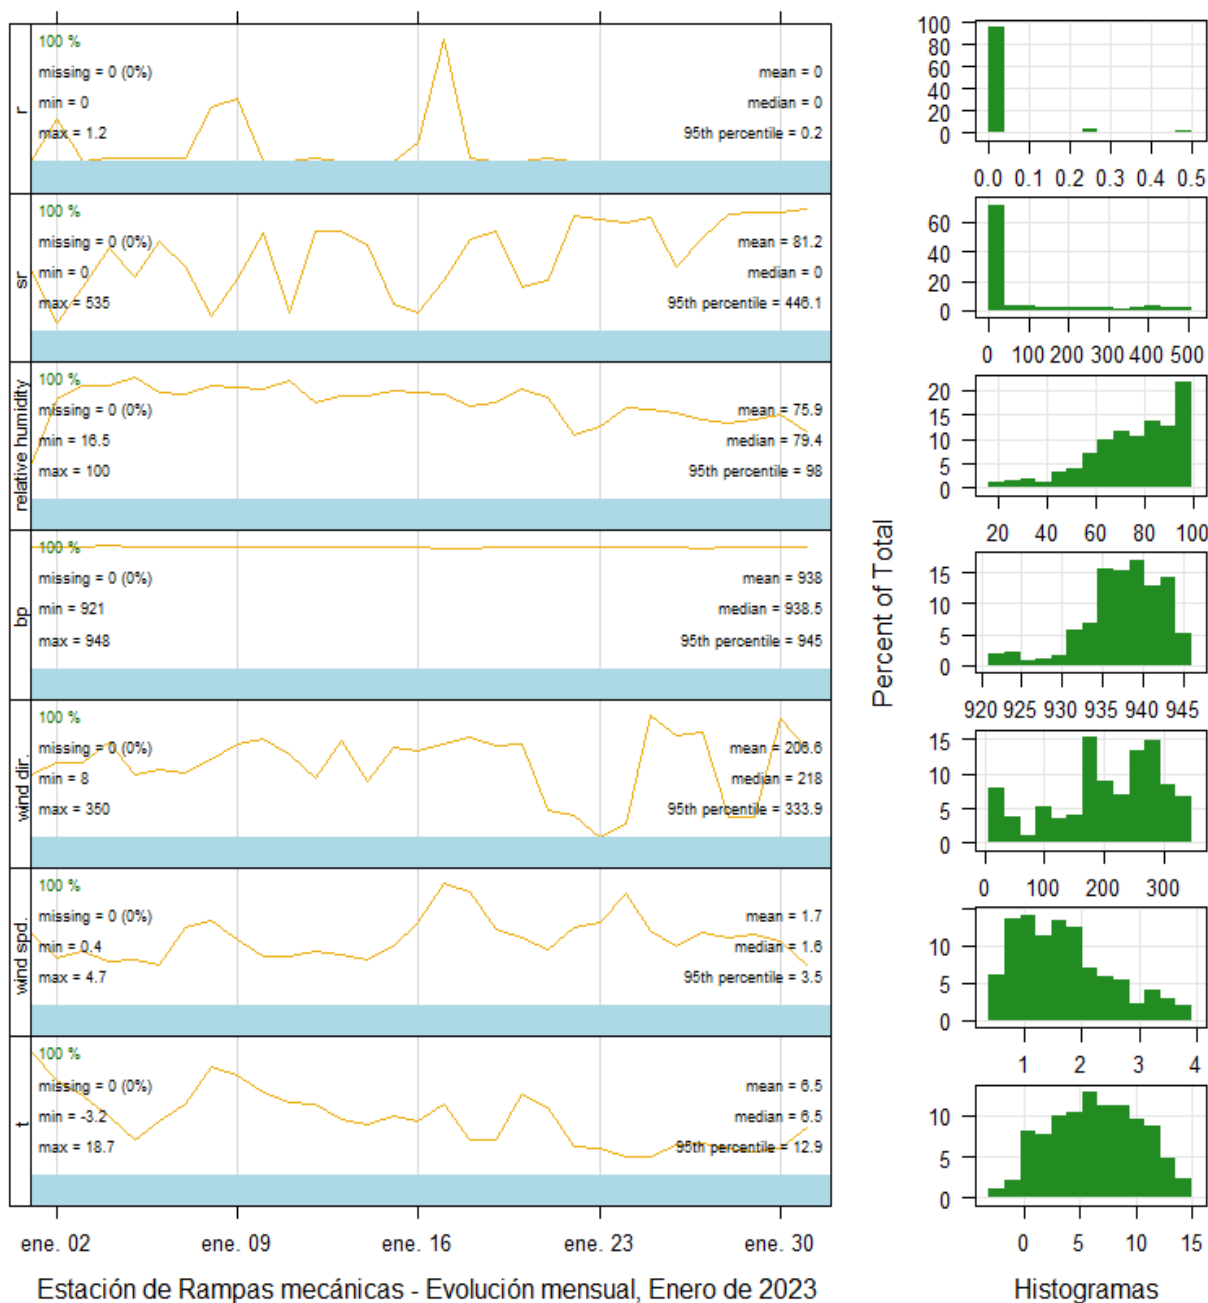 r
100 %
missing = 0 (0%)
min = 0
max = 1.2
mean = 0
median = 0
95th percentile = 0.2
100
80
60
40
20
0
0.0 0.1 0.2 0.3 0.4 0.5
sr
100 %
missing = 0 (0%)
min = 0
max = 535
mean = 81.2
median = 0
95th percentile = 446.1
60
40
20
0
0 100 200 300 400 500
relative humidity
100 %
missing = 0 (0%)
min = 16.5
max = 100
mean = 75.9
median = 79.4
95th percentile = 98
20
15
10
5
0
20 40 60 80 100
bp
100 %
missing = 0 (0%)
min = 921
max = 948
mean = 938
median = 938.5
95th percentile = 945
Percent of Total
15
10
5
0
920 925 930 935 940 945
wind dir.
100 %
missing = 0 (0%)
min = 8
max = 350
mean = 206.6
median = 218
95th percentile = 333.9
15
10
5
0
0 100 200 300
wind spd.
100 %
missing = 0 (0%)
min = 0.4
max = 4.7
mean = 1.7
median = 1.6
95th percentile = 3.5
10
5
0
1 2 3 4
t
100 %
missing = 0 (0%)
min = -3.2
max = 18.7
mean = 6.5
median = 6.5
95th percentile = 12.9
10
5
0
0 5 10 15
ene. 02 ene. 09 ene. 16 ene. 23 ene. 30
Estación de Rampas mecánicas - Evolución mensual, Enero de 2023
Histogramas